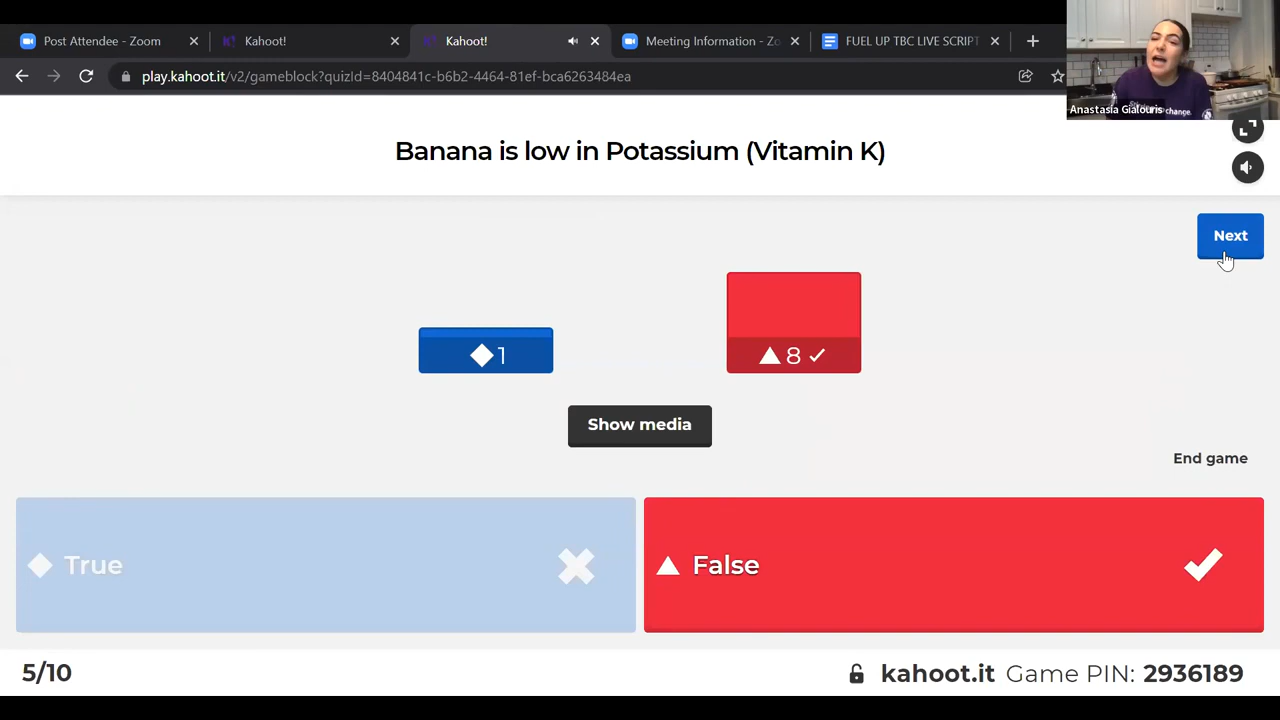 Post Attendee - Zoom
Kahoot!
Kahoot!
Meeting Information - Zo
FUEL UP TBC LIVE SCRIPT
play.kahoot.it/v2/gameblock?quizId=8404841c-b6b2-4464-81ef-bca6263484ea
change.
Anastasia Gialouris
Banana is low in Potassium (Vitamin K)
Next
1
8
Show media
End game
True
False
5/10
kahoot.it Game PIN: 2936189